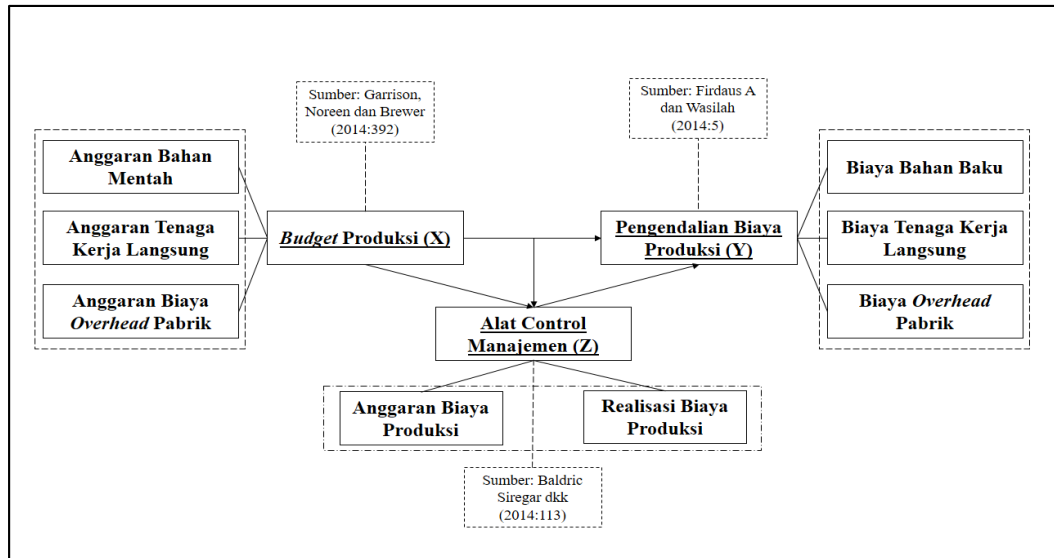 Sumber: Garrison,
Noreen dan Brewer
(2014:392)
Sumber: Firdaus A
dan Wasilah
(2014:5)
Anggaran Bahan
Mentah
Anggaran Tenaga
Kerja Langsung
Anggaran Biaya
Overhead Pabrik
Budget Produksi (X)
Pengendalian Biaya
Produksi (Y)
Biaya Bahan Baku
Biaya Tenaga Kerja
Langsung
Biaya Overhead
Pabrik
Alat Control
Manajemen (Z)
Anggaran Biaya
Produksi
Realisasi Biaya
Produksi
Sumber: Baldric
Siregar dkk
(2014:113)